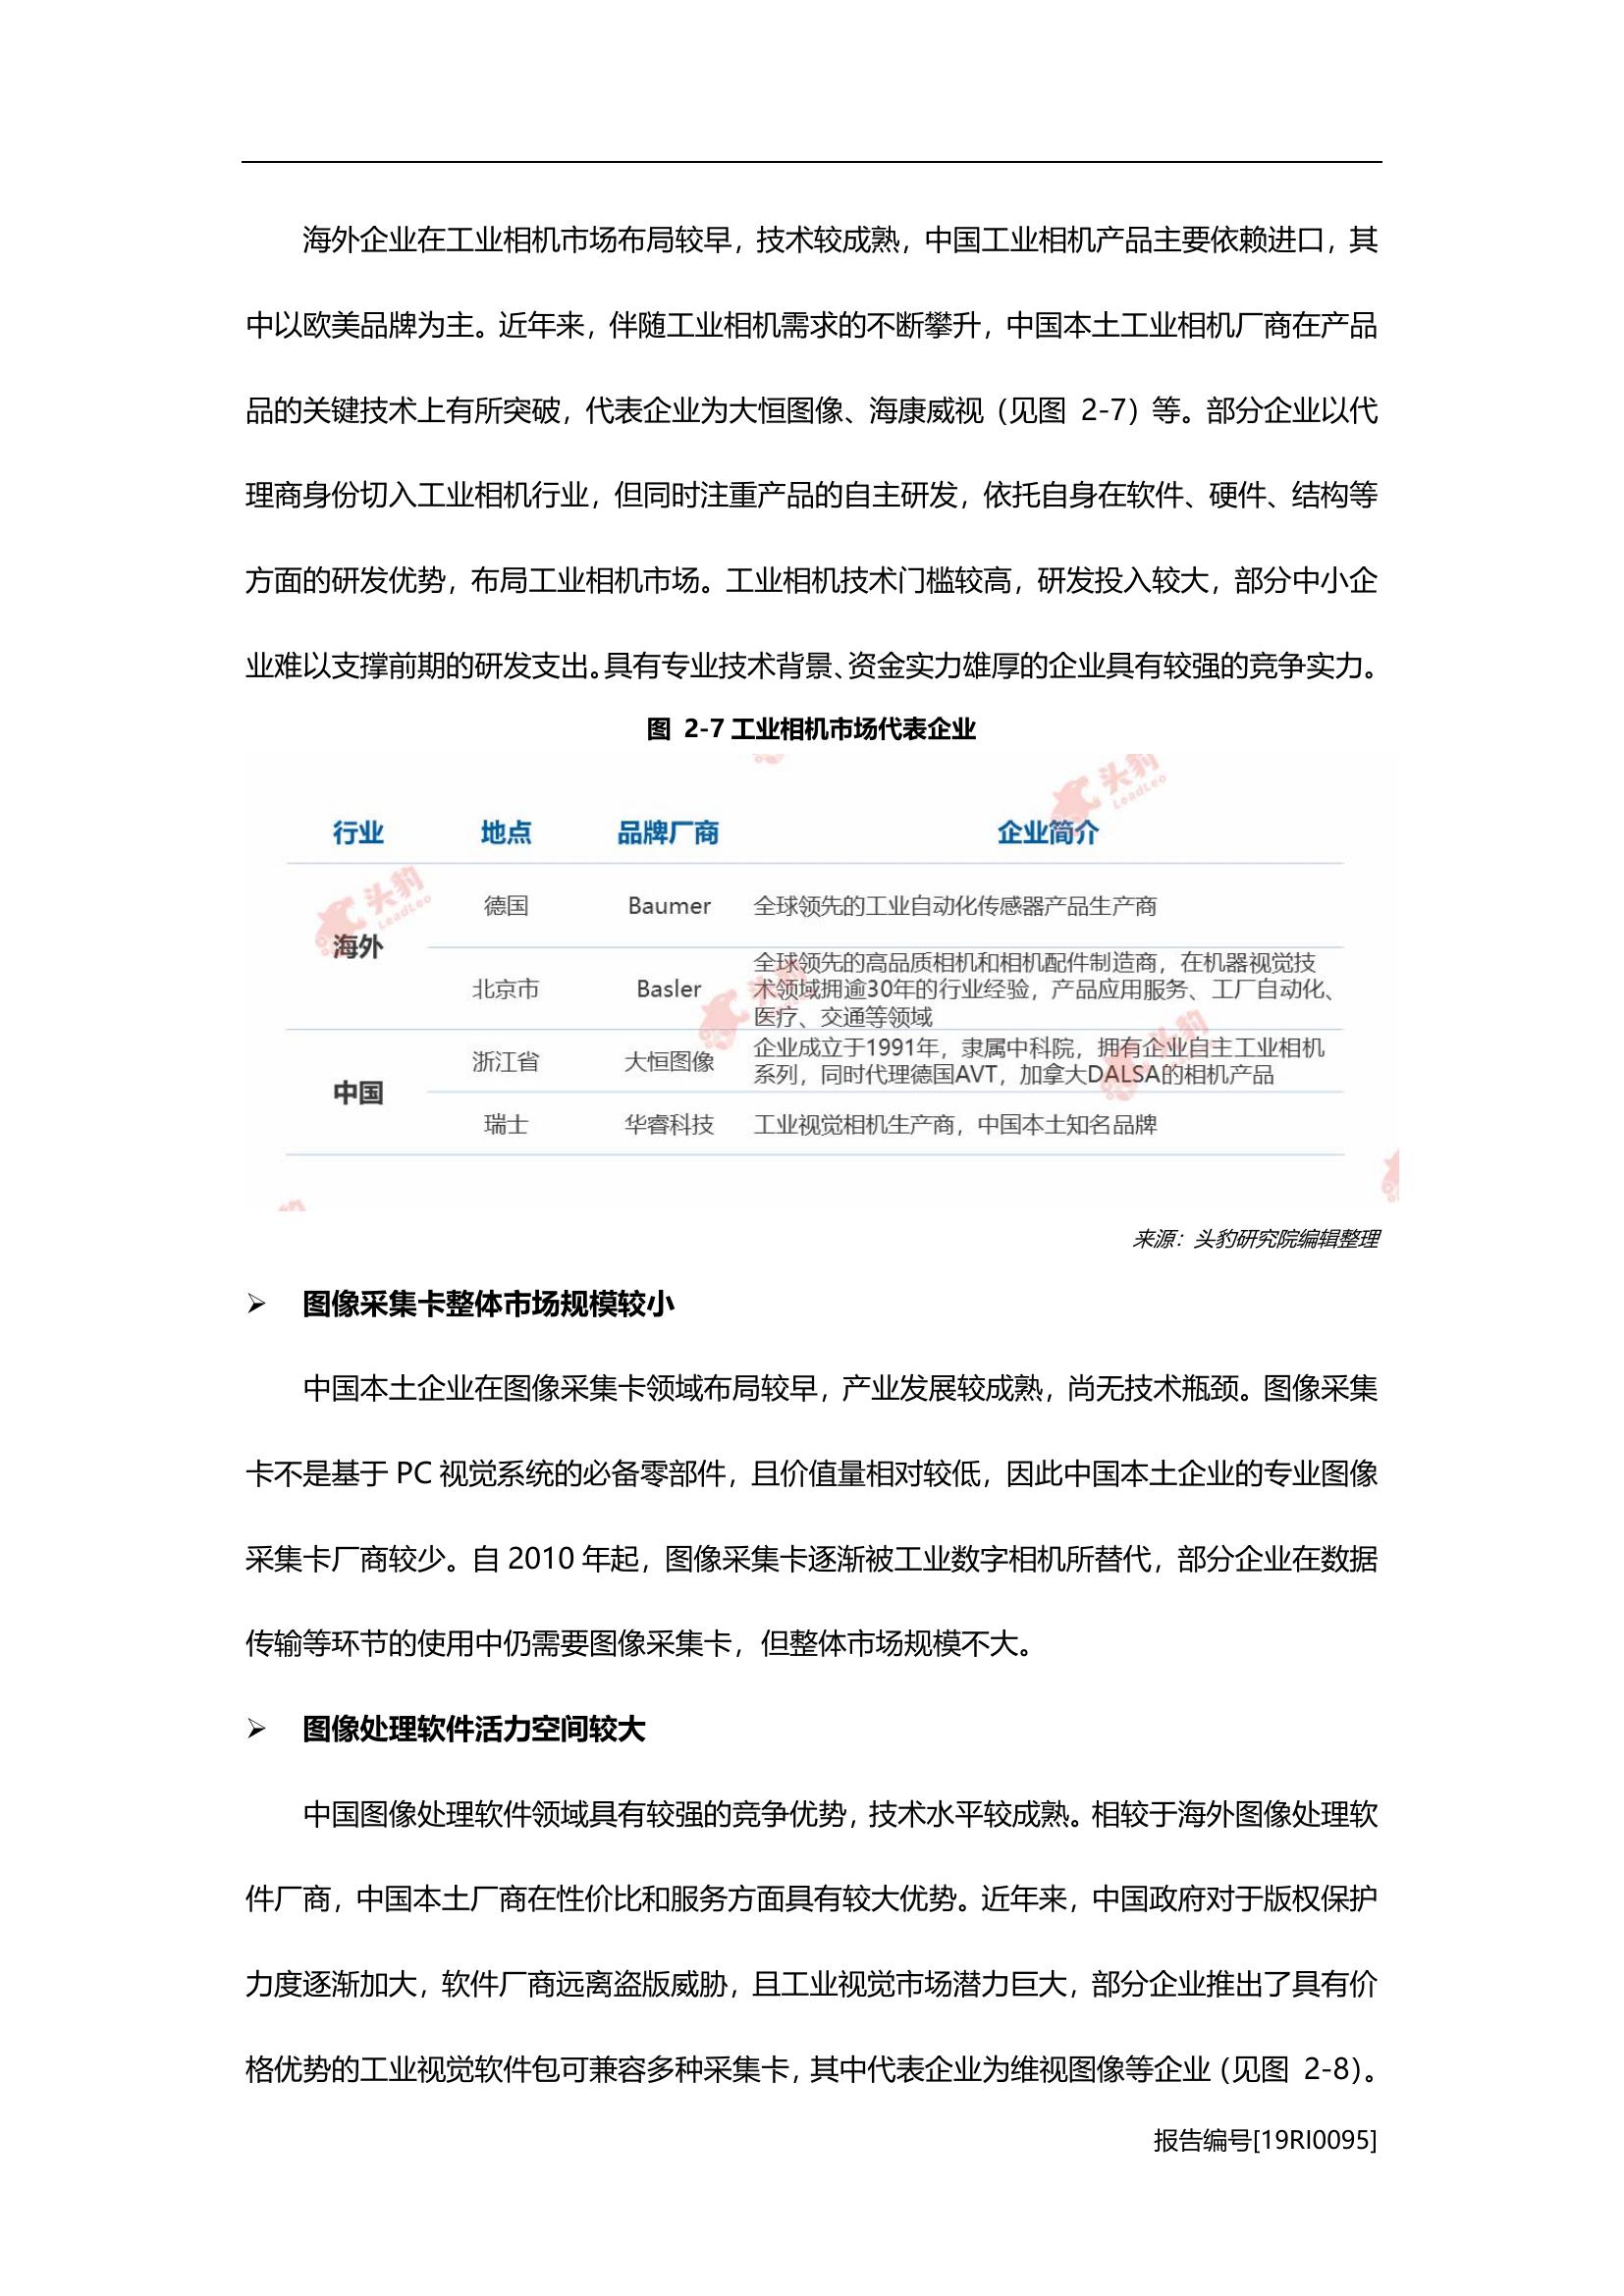 海外企业在工业相机市场布局较早，技术较成熟，中国工业相机产品主要依赖进口，其
中以欧美品牌为主。近年来，伴随工业相机需求的不断攀升，中国本土工业相机厂商在产品
品的关键技术上有所突破，代表企业为大恒图像、海康威视（见图 2-7）等。部分企业以代
理商身份切入工业相机行业，但同时注重产品的自主研发，依托自身在软件、硬件、结构等
方面的研发优势，布局工业相机市场。工业相机技术门槛较高，研发投入较大，部分中小企
业难以支撑前期的研发支出。具有专业技术背景、资金实力雄厚的企业具有较强的竞争实力。
图 2-7 工业相机市场代表企业
行业 地点 品牌厂商 企业简介
海外
德国 Baumer 全球领先的工业自动化传感器产品生产商
北京市 Basler 全球领先的高品质相机和相机配件制造商，在机器视觉技
术领域拥逾30年的行业经验，产品应用服务、工厂自动化、
医疗、交通等领域
中国
浙江省 大恒图像 企业成立于1991年，隶属中科院，拥有企业自主工业相机
系列，同时代理德国AVT，加拿大DALSA的相机产品
瑞士 华睿科技 工业视觉相机生产商，中国本土知名品牌
头豹
LeadLeo
头豹
LeadLeo
头豹
头豹
来源：头豹研究院编辑整理
➢ 图像采集卡整体市场规模较小
中国本土企业在图像采集卡领域布局较早，产业发展较成熟，尚无技术瓶颈。图像采集
卡不是基于 PC 视觉系统的必备零部件，且价值量相对较低，因此中国本土企业的专业图像
采集卡厂商较少。自 2010 年起，图像采集卡逐渐被工业数字相机所替代，部分企业在数据
传输等环节的使用中仍需要图像采集卡，但整体市场规模不大。
➢ 图像处理软件活力空间较大
中国图像处理软件领域具有较强的竞争优势，技术水平较成熟。相较于海外图像处理软
件厂商，中国本土厂商在性价比和服务方面具有较大优势。近年来，中国政府对于版权保护
力度逐渐加大，软件厂商远离盗版威胁，且工业视觉市场潜力巨大，部分企业推出了具有价
格优势的工业视觉软件包可兼容多种采集卡，其中代表企业为维视图像等企业（见图 2-8）。
报告编号[19RI0095]